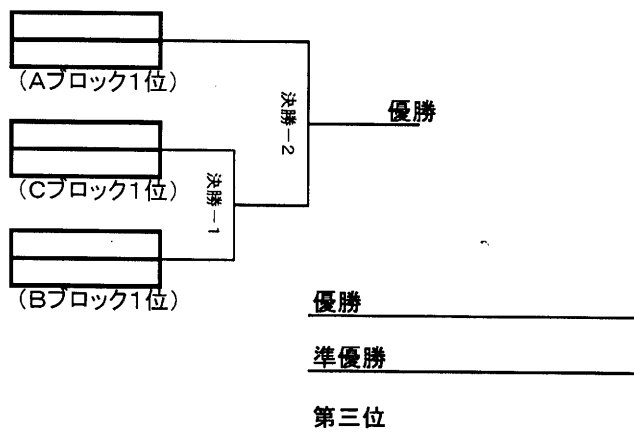 (Aブロック1位)
決勝－2
優勝
(Cブロック1位)
決勝－1
(Bブロック1位)
優勝
準優勝
第三位